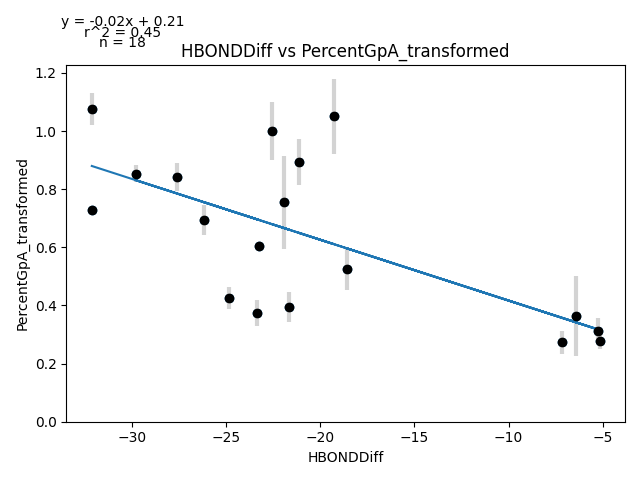 y = -0.02x + 0.21
r^2 = 0.45
n = 18
HBONDDiff vs PercentGpA_transformed
PercentGpA_transformed
1.2
1.0
0.8
0.6
0.4
0.2
0.0
−30
−25
−20
−15
−10
−5
HBONDDiff